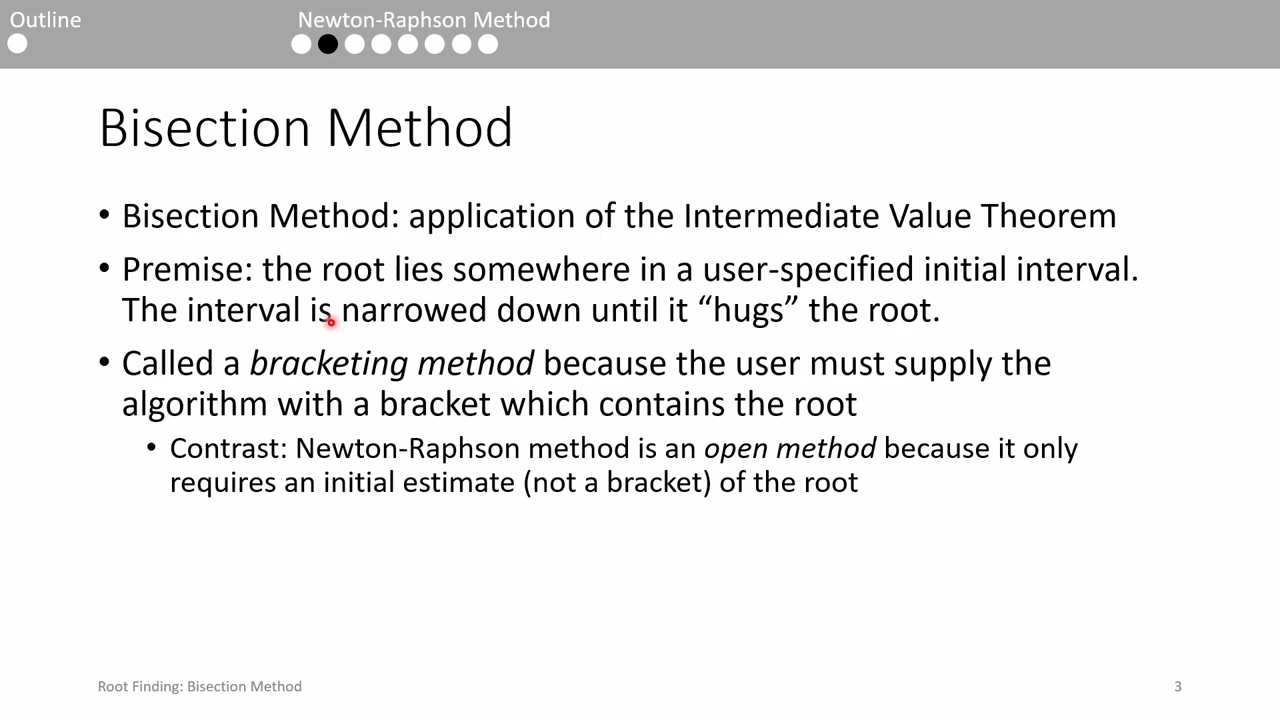 Outline
Newton-Raphson Method
Bisection Method
• Bisection Method: application of the Intermediate Value Theorem
• Premise: the root lies somewhere in a user-specified initial interval.
The interval is narrowed down until it “hugs” the root.
• Called a bracketing method because the user must supply the
algorithm with a bracket which contains the root
• Contrast: Newton-Raphson method is an open method because it only
requires an initial estimate (not a bracket) of the root
Root Finding: Bisection Method
3